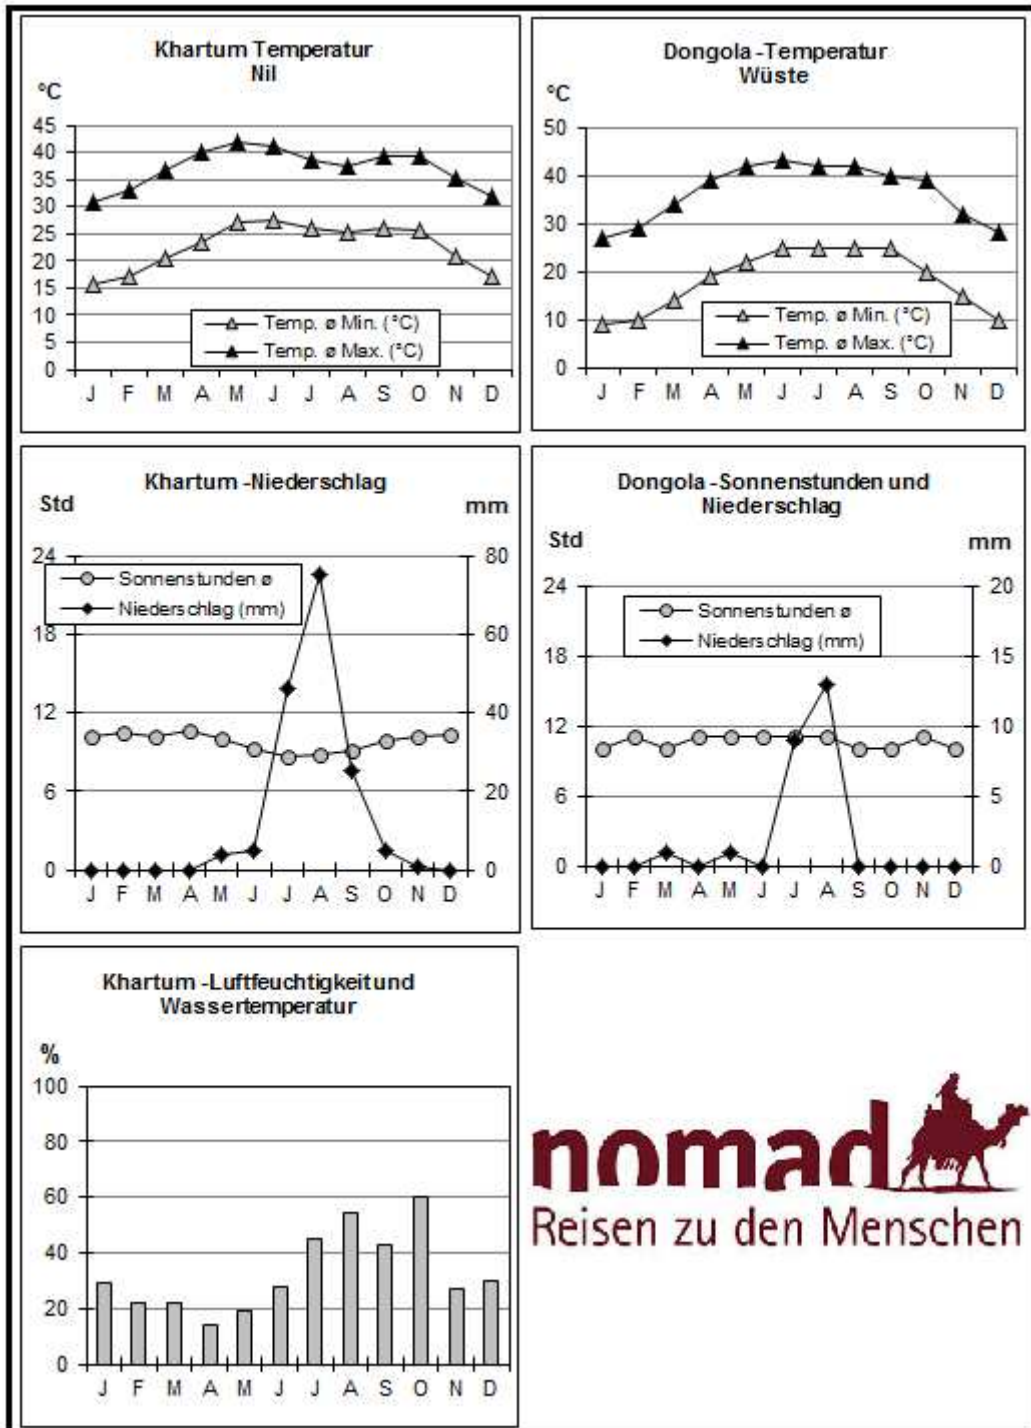 Khartum Temperatur
Nil
°C
45
40
35
30
25
20
15
10
5
0
Temp. ø Min. (°C)
Temp. ø Max. (°C)
J F M A M J J A S O N D
Dongola -Temperatur
Wüste
°C
50
40
30
20
10
0
Temp. ø Min. (°C)
Temp. ø Max. (°C)
J F M A M J J A S O N D
Khartum -Niederschlag
Std mm
24 80
Sonnenstunden ø
Niederschlag (mm)
18 60
12 40
6 20
0 0
J F M A M J J A S O N D
Dongola -Sonnenstunden und
Niederschlag
Std mm
24 20
Sonnenstunden ø
Niederschlag (mm)
18 15
12 10
6 5
0 0
J F M A M J J A S O N D
Khartum -Luftfeuchtigkeit und
Wassertemperatur
%
100
80
60
40
20
0
J F M A M J J A S O N D
nomad
Reisen zu den Menschen